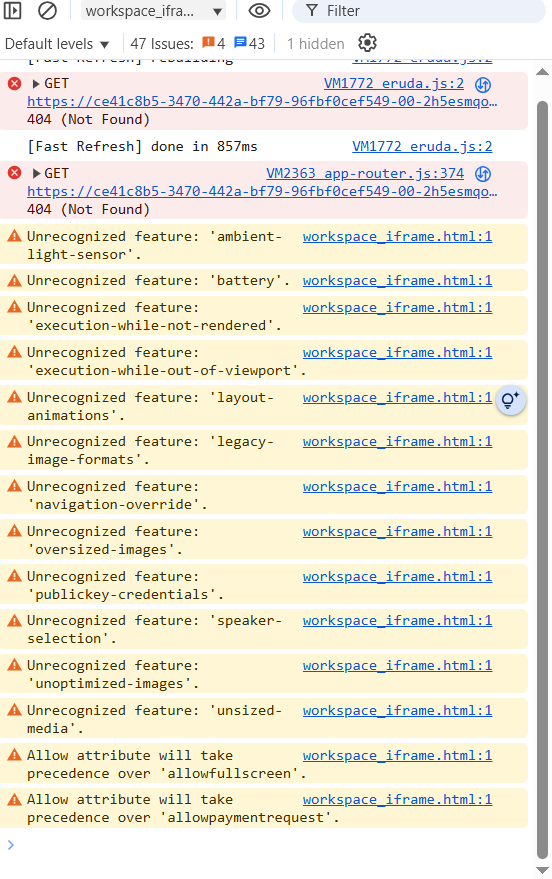 workspace_ifra... ▼ Filter
Default levels ▼ 47 Issues: 4 43 1 hidden
[Fast Refresh] rebuilding VM1772 eruda.js:2
GET VM1772 eruda.js:2
https://ce41c8b5-3470-442a-bf79-96fbf0cef549-00-2h5esmqo…
404 (Not Found)
[Fast Refresh] done in 857ms VM1772 eruda.js:2
GET VM2363 app-router.js:374
https://ce41c8b5-3470-442a-bf79-96fbf0cef549-00-2h5esmqo…
404 (Not Found)
Unrecognized feature: 'ambient- workspace_iframe.html:1
light-sensor'.
Unrecognized feature: 'battery'. workspace_iframe.html:1
Unrecognized feature: workspace_iframe.html:1
'execution-while-not-rendered'.
Unrecognized feature: workspace_iframe.html:1
'execution-while-out-of-viewport'.
Unrecognized feature: 'layout- workspace_iframe.html:1
animations'.
Unrecognized feature: 'legacy- workspace_iframe.html:1
image-formats'.
Unrecognized feature: workspace_iframe.html:1
'navigation-override'.
Unrecognized feature: workspace_iframe.html:1
'oversized-images'.
Unrecognized feature: workspace_iframe.html:1
'publickey-credentials'.
Unrecognized feature: 'speaker- workspace_iframe.html:1
selection'.
Unrecognized feature: workspace_iframe.html:1
'unoptimized-images'.
Unrecognized feature: 'unsized- workspace_iframe.html:1
media'.
Allow attribute will take workspace_iframe.html:1
precedence over 'allowfullscreen'.
Allow attribute will take workspace_iframe.html:1
precedence over 'allowpaymentrequest'.